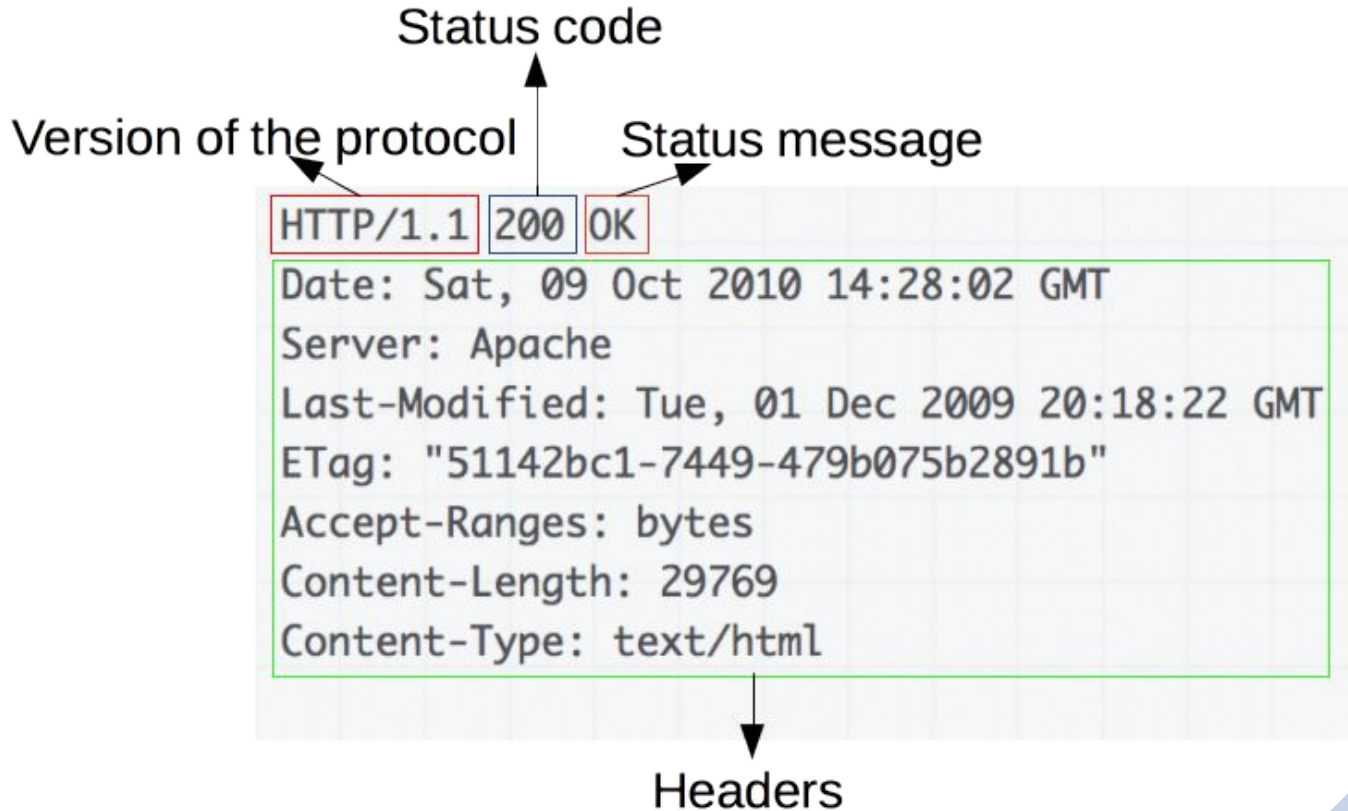 Status code
Version of the protocol
Status message
HTTP/1.1 200 OK
Date: Sat, 09 Oct 2010 14:28:02 GMT
Server: Apache
Last-Modified: Tue, 01 Dec 2009 20:18:22 GMT
ETag: "51142bc1-7449-479b075b2891b"
Accept-Ranges: bytes
Content-Length: 29769
Content-Type: text/html
Headers